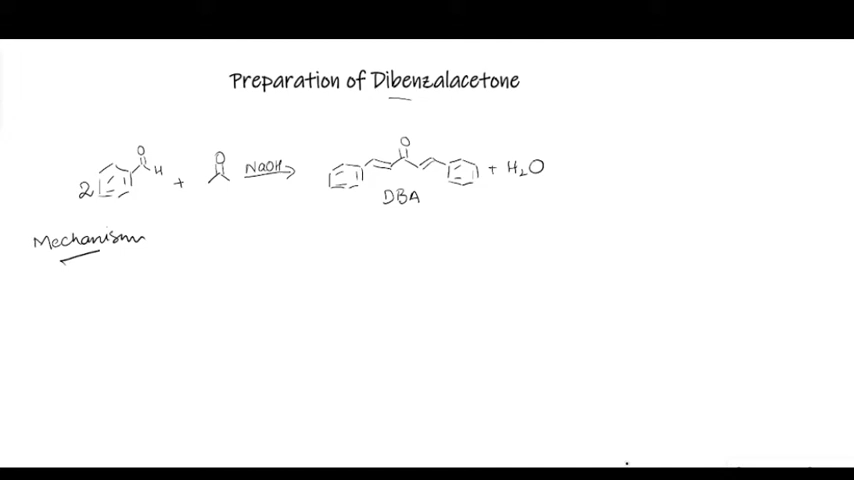 Preparation of Dibenzalacetone
2 O H + O NaOH O + H₂O
DBA
Mechanism